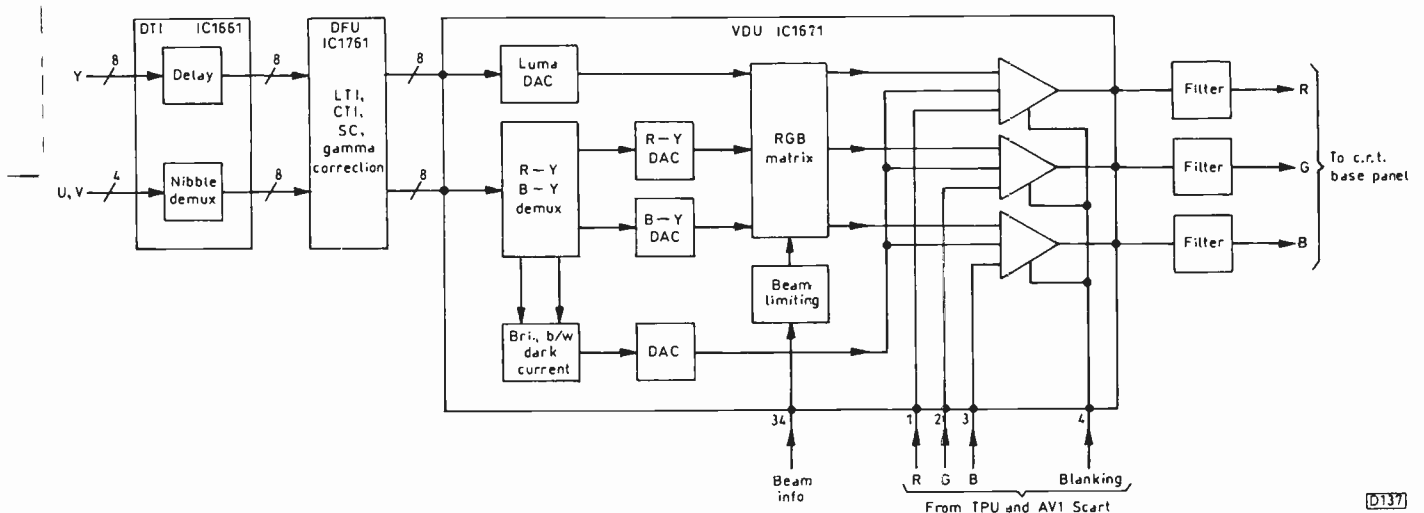 DTI IC1661
DFU
IC1761
VDU IC1671
Y
8
Delay
8
8
Luma
DAC
LTI,
CTI,
SC,
gamma
correction
R-Y
DAC
RGB
matrix
Filter
R
U,V
4
Nibble
demux
8
8
R-Y
B-Y
demux
B-Y
DAC
Filter
G
To c.r.t.
base panel
Filter
B
Beam
limiting
Bri., b/w
dark
current
DAC
34
1
2
3
4
Beam
info
R
G
B
Blanking
From TPU and AV1 Scart
D137